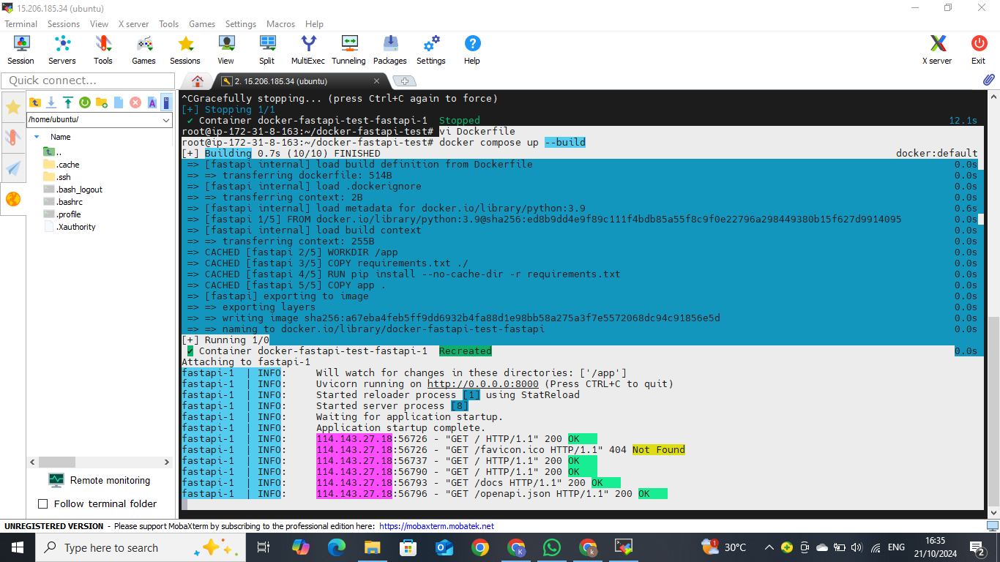 15.206.185.34 (ubuntu)
Terminal Sessions View X server Tools Games Settings Macros Help
Session Servers Tools Games Sessions View Split MultiExec Tunneling Packages Settings Help X server Exit
Quick connect...
2. 15.206.185.34 (ubuntu)
/home/ubuntu/
Name
..
.cache
.ssh
.bash_logout
.bashrc
.profile
.Xauthority
Remote monitoring
Follow terminal folder
^CGracefully stopping... (press Ctrl+C again to force)
[+] Stopping 1/1
✔ Container docker-fastapi-test-fastapi-1 Stopped 12.1s
root@ip-172-31-8-163:~/docker-fastapi-test# vi Dockerfile
root@ip-172-31-8-163:~/docker-fastapi-test# docker compose up --build
[+] Building 0.7s (10/10) FINISHED docker:default
=> [fastapi internal] load build definition from Dockerfile 0.0s
=> => transferring dockerfile: 514B 0.0s
=> [fastapi internal] load .dockerignore 0.0s
=> => transferring context: 2B 0.0s
=> [fastapi internal] load metadata for docker.io/library/python:3.9 0.6s
=> [fastapi 1/5] FROM docker.io/library/python:3.9@sha256:ed8b9dd4e9f89c111f4bdb85a55f8c9f0e22796a298449380b15f627d9914095 0.0s
=> [fastapi internal] load build context 0.0s
=> => transferring context: 255B 0.0s
=> CACHED [fastapi 2/5] WORKDIR /app 0.0s
=> CACHED [fastapi 3/5] COPY requirements.txt ./ 0.0s
=> CACHED [fastapi 4/5] RUN pip install --no-cache-dir -r requirements.txt 0.0s
=> CACHED [fastapi 5/5] COPY app . 0.0s
=> [fastapi] exporting to image 0.0s
=> => exporting layers 0.0s
=> => writing image sha256:a67eba4feb5ff9dd6932b4fa88d1e98bb58a275a3f7e5572068dc94c91856e5d 0.0s
=> => naming to docker.io/library/docker-fastapi-test-fastapi 0.0s
[+] Running 1/0
✔ Container docker-fastapi-test-fastapi-1 Recreated 0.0s
Attaching to fastapi-1
fastapi-1 | INFO: Will watch for changes in these directories: ['/app']
fastapi-1 | INFO: Uvicorn running on http://0.0.0.0:8000 (Press CTRL+C to quit)
fastapi-1 | INFO: Started reloader process [1] using StatReload
fastapi-1 | INFO: Started server process [8]
fastapi-1 | INFO: Waiting for application startup.
fastapi-1 | INFO: Application startup complete.
fastapi-1 | INFO: 114.143.27.18:56726 - "GET / HTTP/1.1" 200 OK
fastapi-1 | INFO: 114.143.27.18:56726 - "GET /favicon.ico HTTP/1.1" 404 Not Found
fastapi-1 | INFO: 114.143.27.18:56737 - "GET / HTTP/1.1" 200 OK
fastapi-1 | INFO: 114.143.27.18:56790 - "GET / HTTP/1.1" 200 OK
fastapi-1 | INFO: 114.143.27.18:56793 - "GET /docs HTTP/1.1" 200 OK
fastapi-1 | INFO: 114.143.27.18:56796 - "GET /openapi.json HTTP/1.1" 200 OK
UNREGISTERED VERSION - Please support MobaXterm by subscribing to the professional edition here: https://mobaxterm.mobatek.net
Type here to search
30°C ENG 16:35
21/10/2024